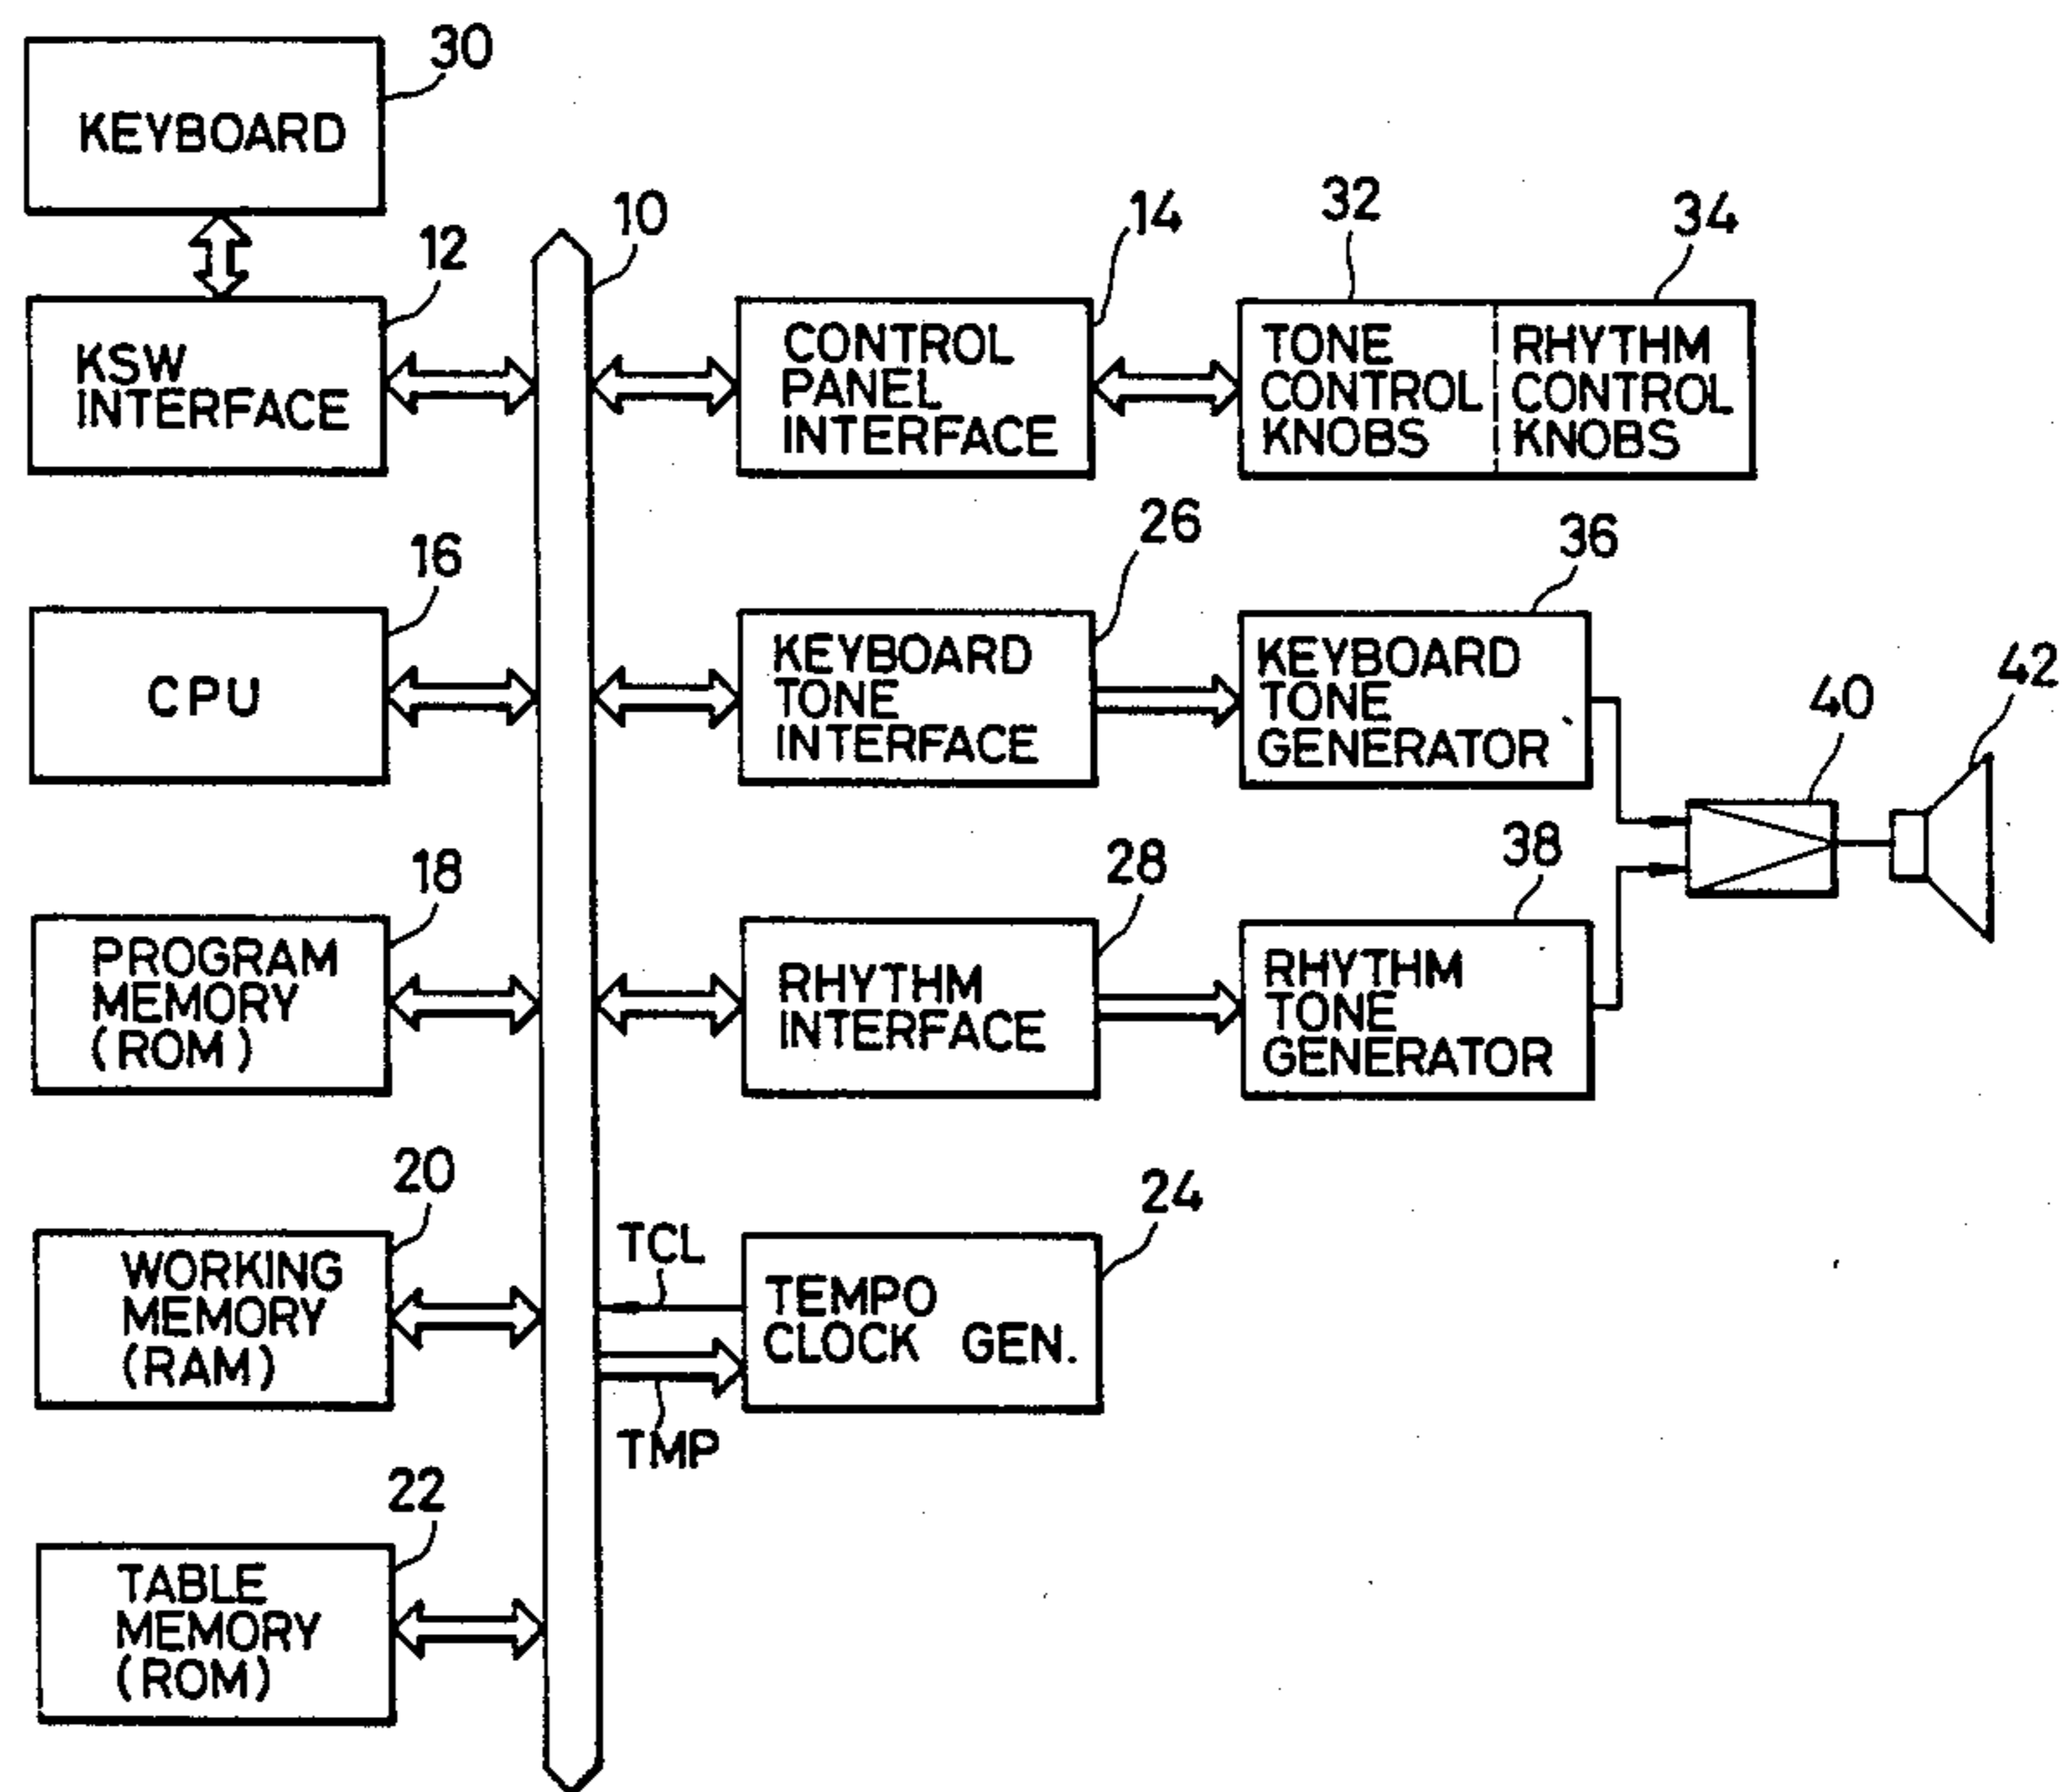 30
KEYBOARD
12
KSW
INTERFACE
10
14
CONTROL
PANEL
INTERFACE
32
TONE
CONTROL
KNOBS
34
RHYTHM
CONTROL
KNOBS
16
CPU
26
KEYBOARD
TONE
INTERFACE
36
KEYBOARD
TONE
GENERATOR
40
42
18
PROGRAM
MEMORY
(ROM)
28
RHYTHM
INTERFACE
38
RHYTHM
TONE
GENERATOR
20
WORKING
MEMORY
(RAM)
TCL
TMP
24
TEMPO
CLOCK GEN.
22
TABLE
MEMORY
(ROM)